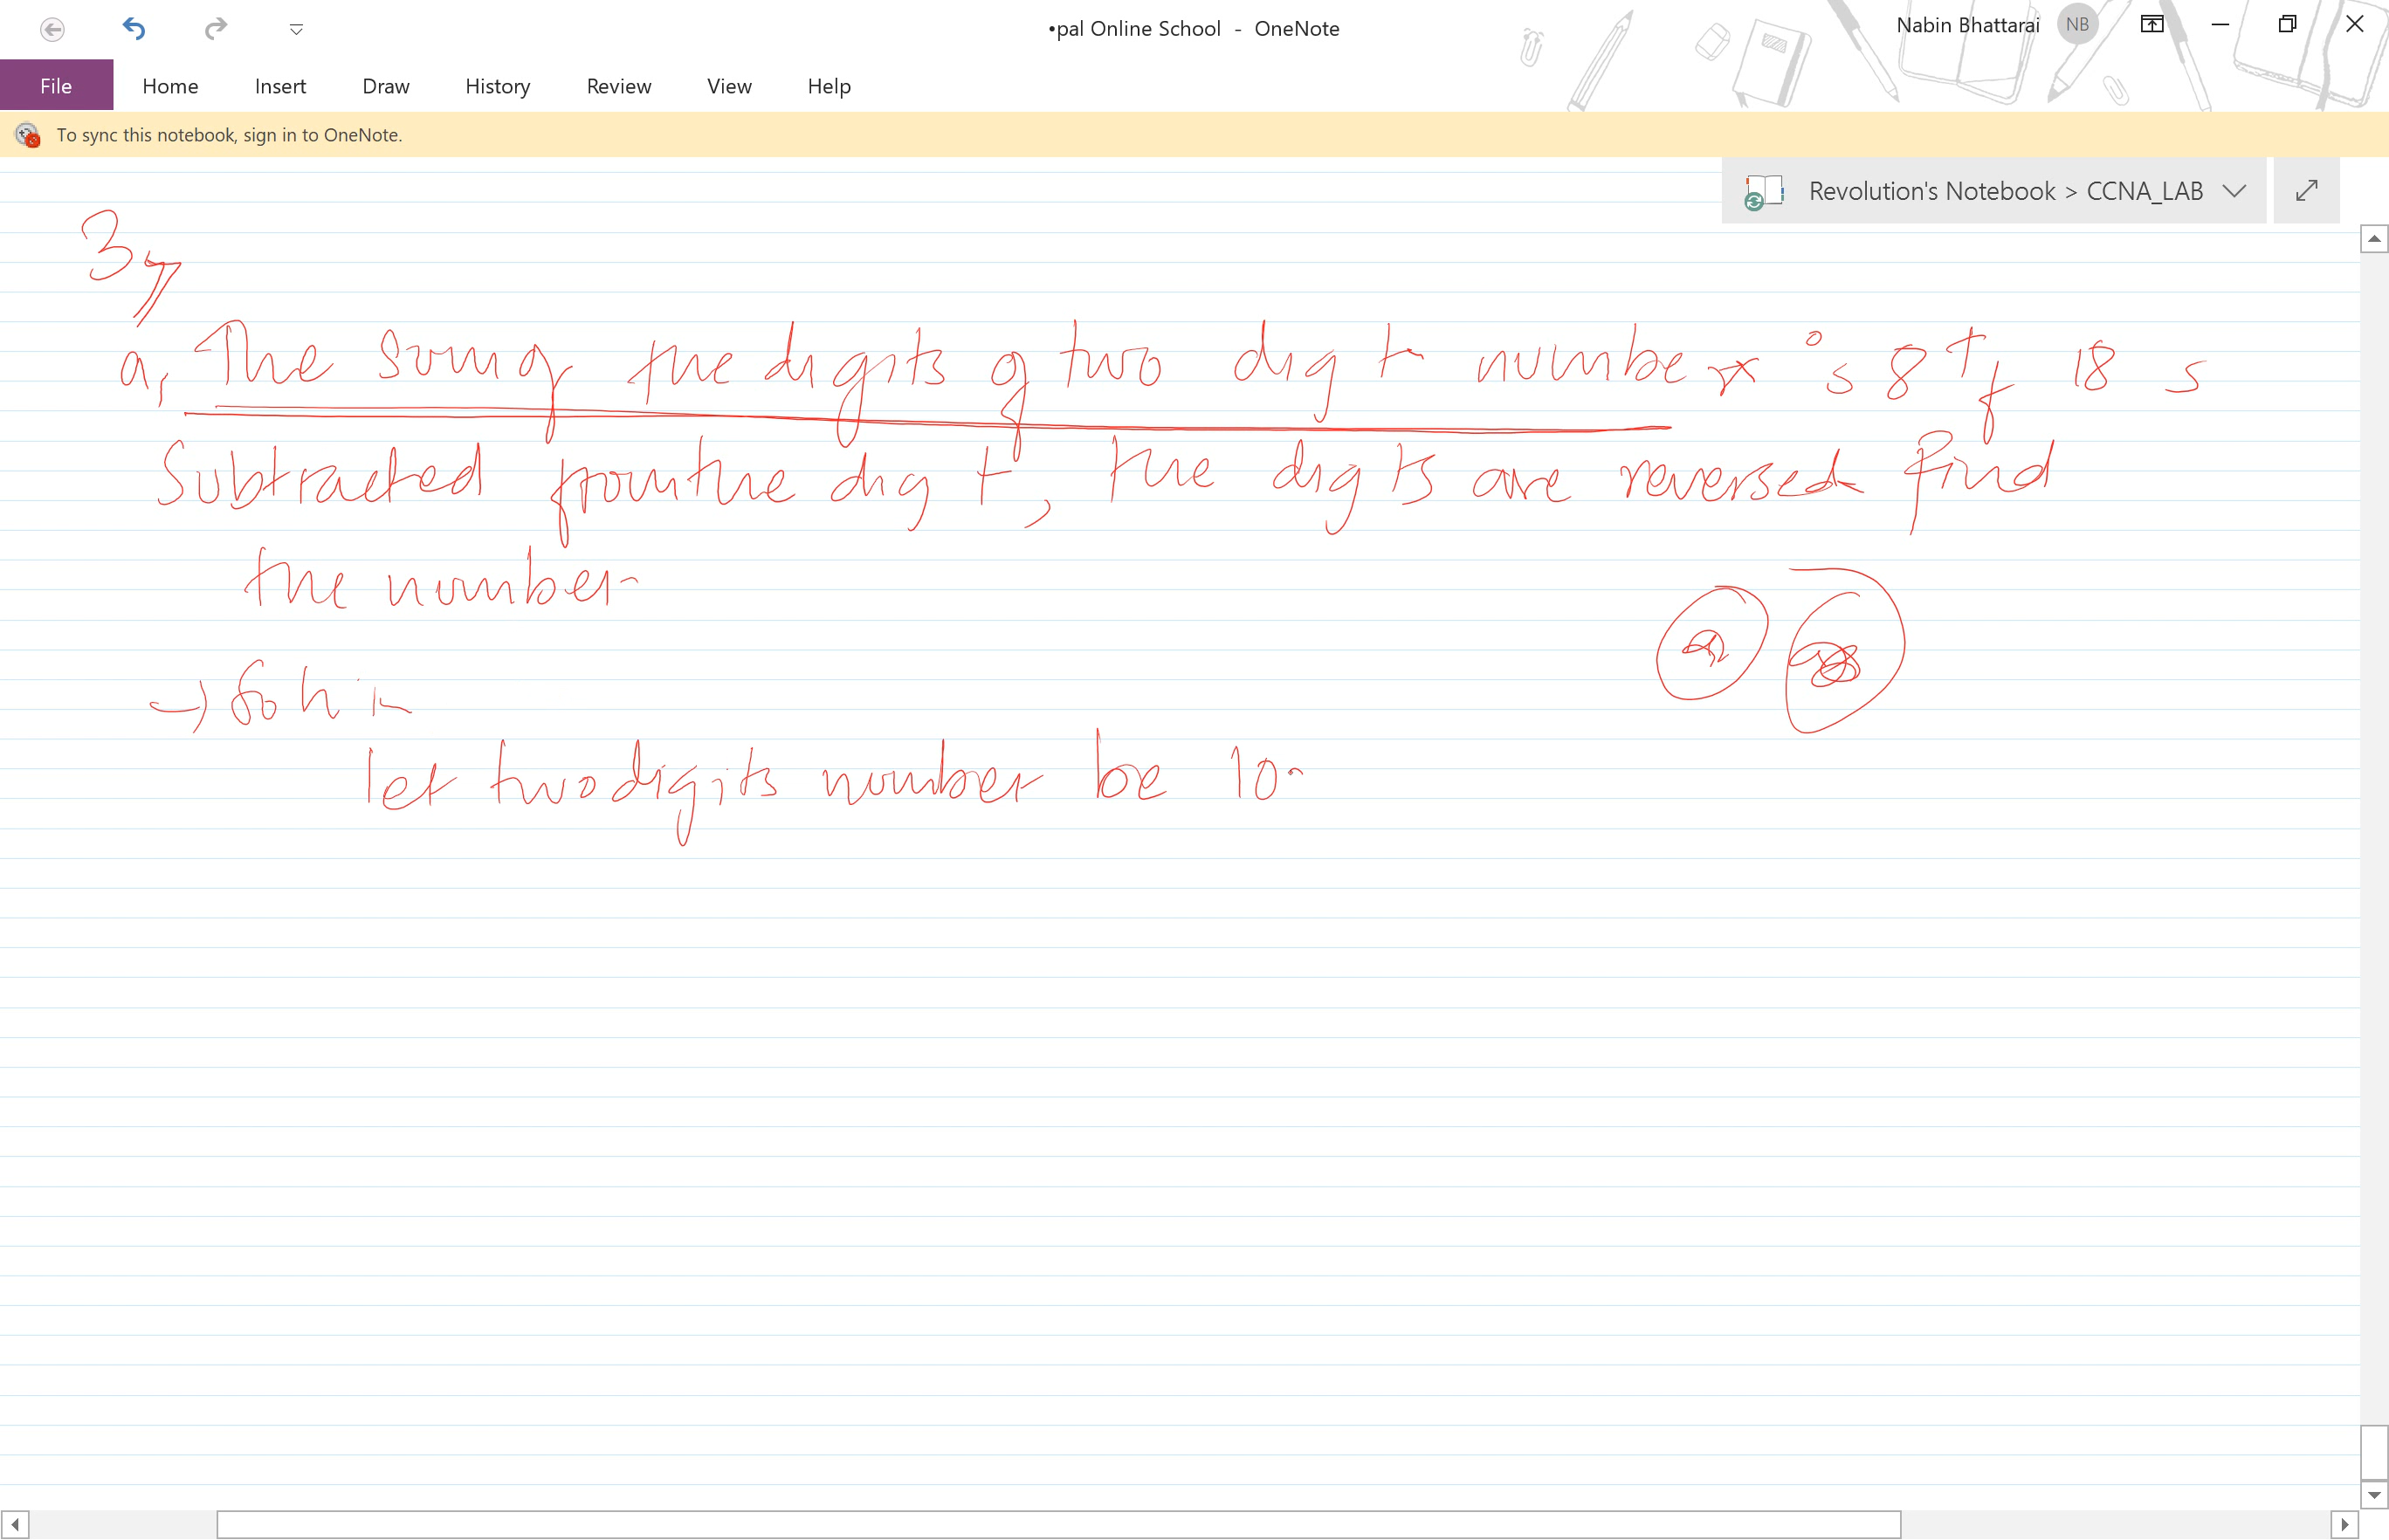 •pal Online School - OneNote
Nabin Bhattarai NB
File Home Insert Draw History Review View Help
To sync this notebook, sign in to OneNote.
Revolution's Notebook > CCNA_LAB
3,
a, The sum of the digits of two digit number is 8 If 18 s
Subtracted from the digit, the digits are reversed find
the number
→ Soln
let two digits number be 10